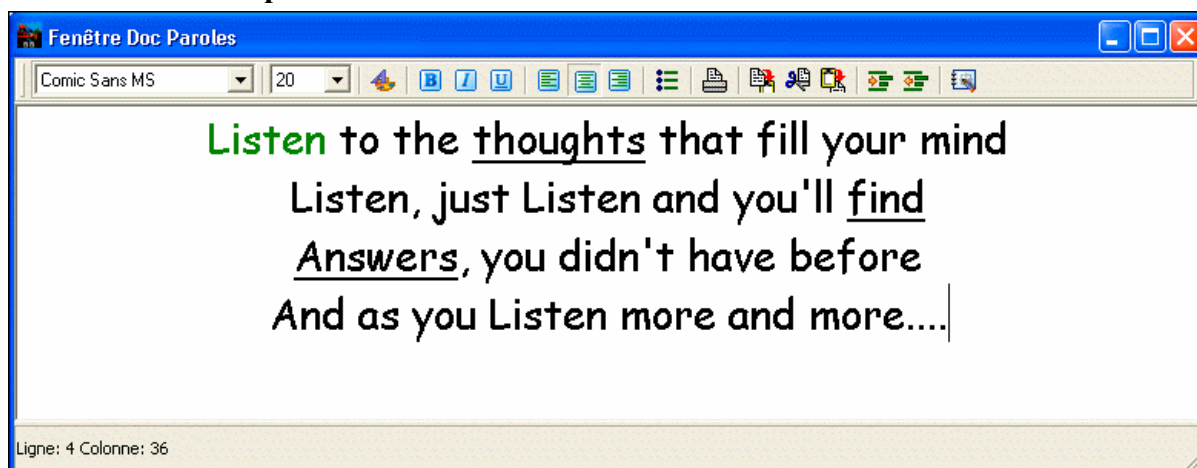 Fenêtre Doc Paroles
Comic Sans MS 20 B I U
Listen to the thoughts that fill your mind
Listen, just Listen and you'll find
Answers, you didn't have before
And as you Listen more and more....
Ligne: 4 Colonne: 36